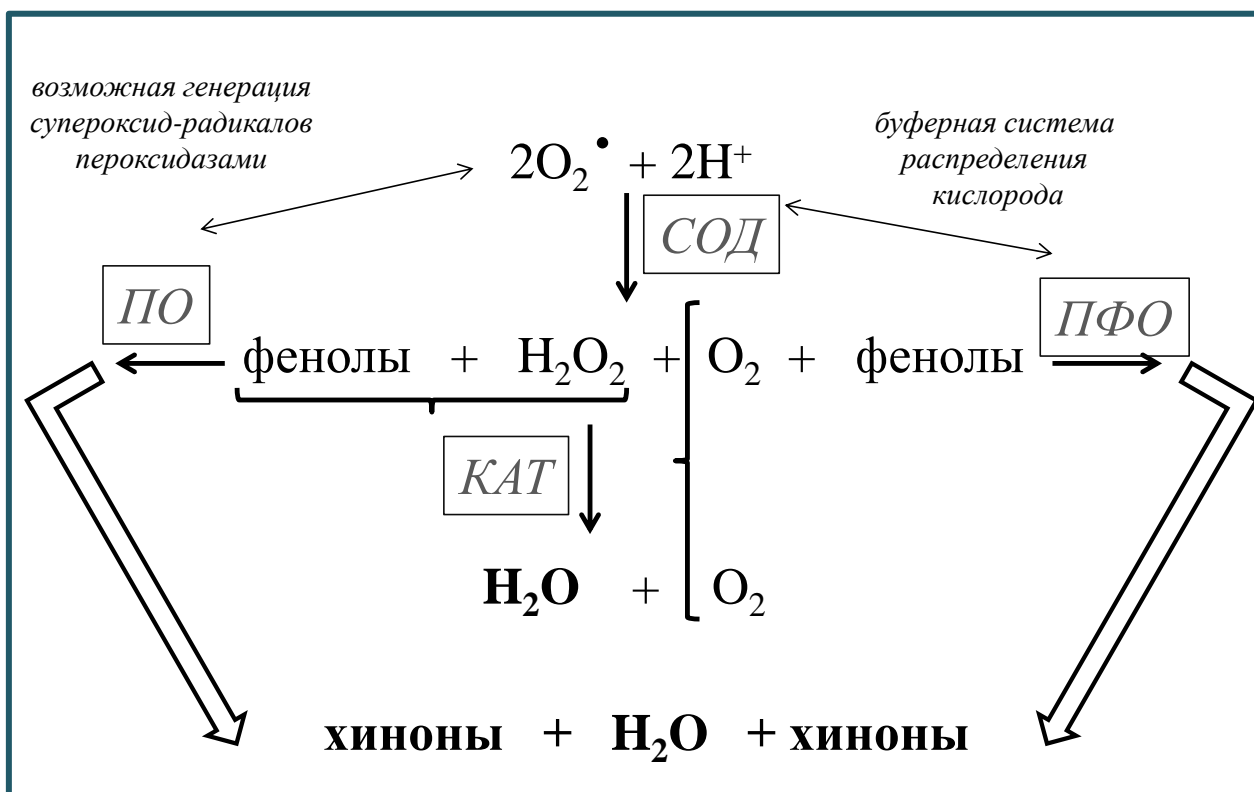 возможная генерация
супероксид-радикалов
пероксидазами
буферная система
распределения
кислорода
2O₂• + 2H⁺
СОД
ПО
ПФО
фенолы + H₂O₂ + O₂ + фенолы
КАТ
H₂O + O₂
хиноны + H₂O + хиноны